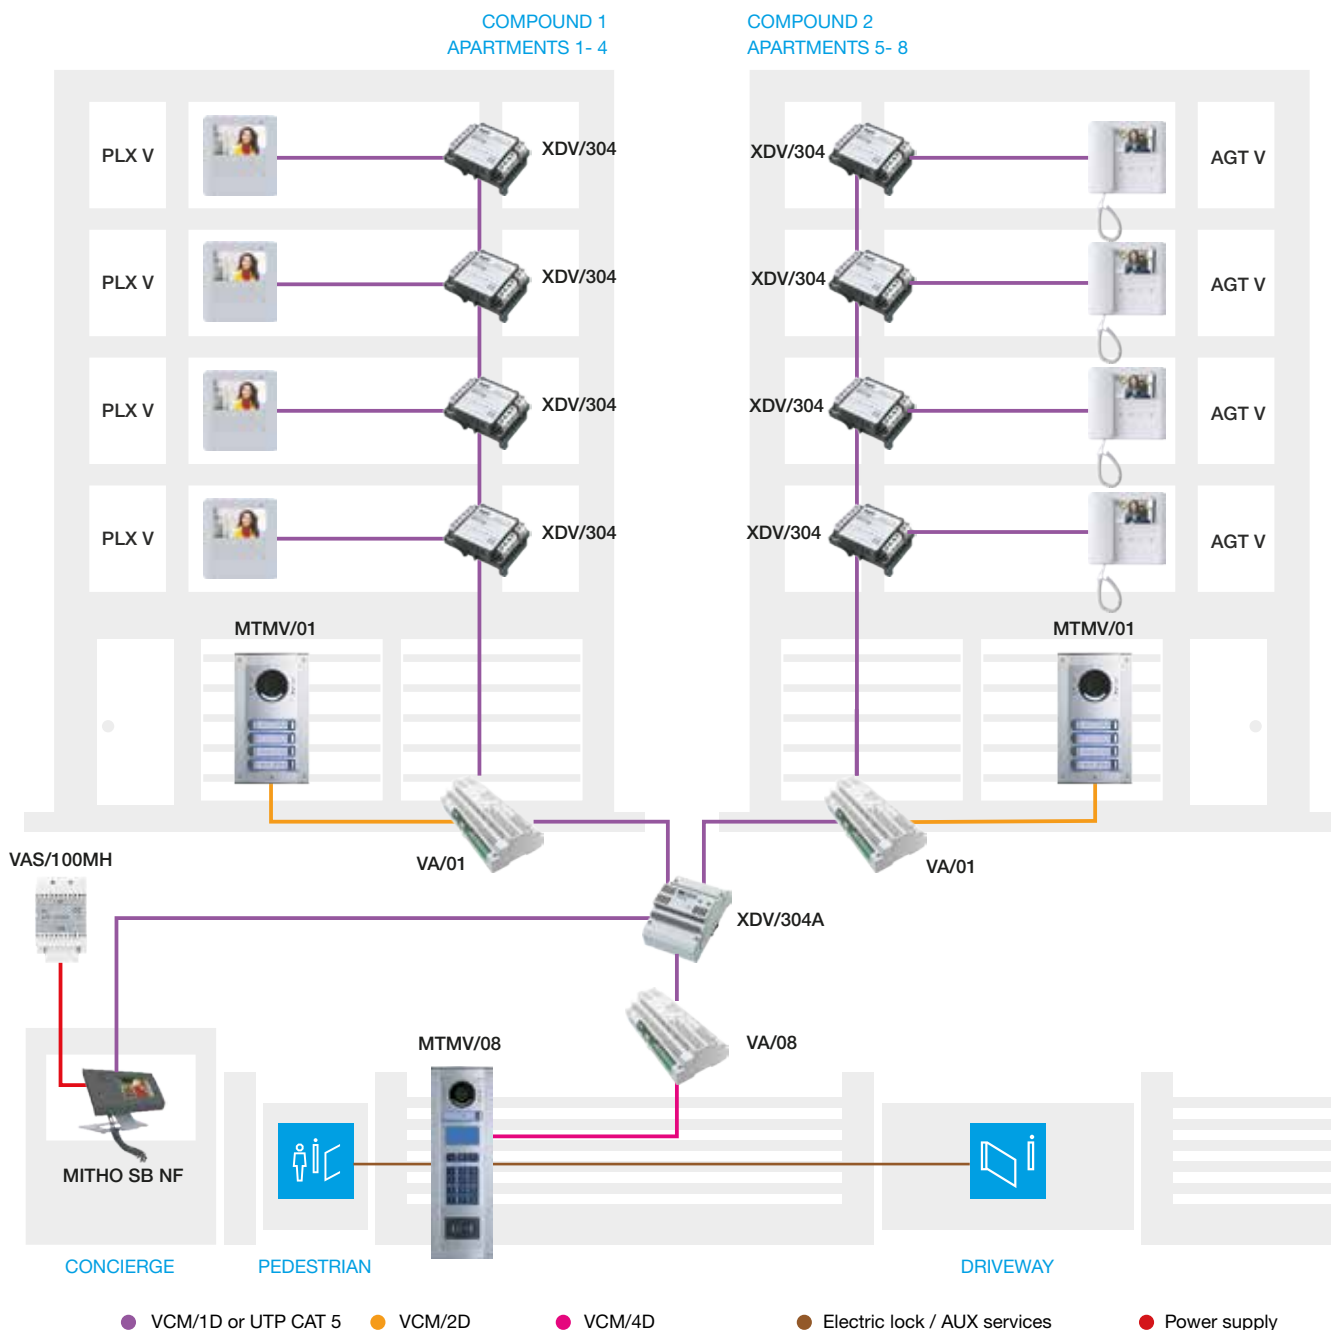 COMPOUND 1
APARTMENTS 1- 4
COMPOUND 2
APARTMENTS 5- 8
PLX V
XDV/304
XDV/304
AGT V
PLX V
XDV/304
XDV/304
AGT V
PLX V
XDV/304
XDV/304
AGT V
PLX V
XDV/304
XDV/304
AGT V
MTMV/01
MTMV/01
VA/01
VA/01
VAS/100MH
XDV/304A
MTMV/08
VA/08
MITHO SB NF
CONCIERGE
PEDESTRIAN
DRIVEWAY
VCM/1D or UTP CAT 5
VCM/2D
VCM/4D
Electric lock / AUX services
Power supply